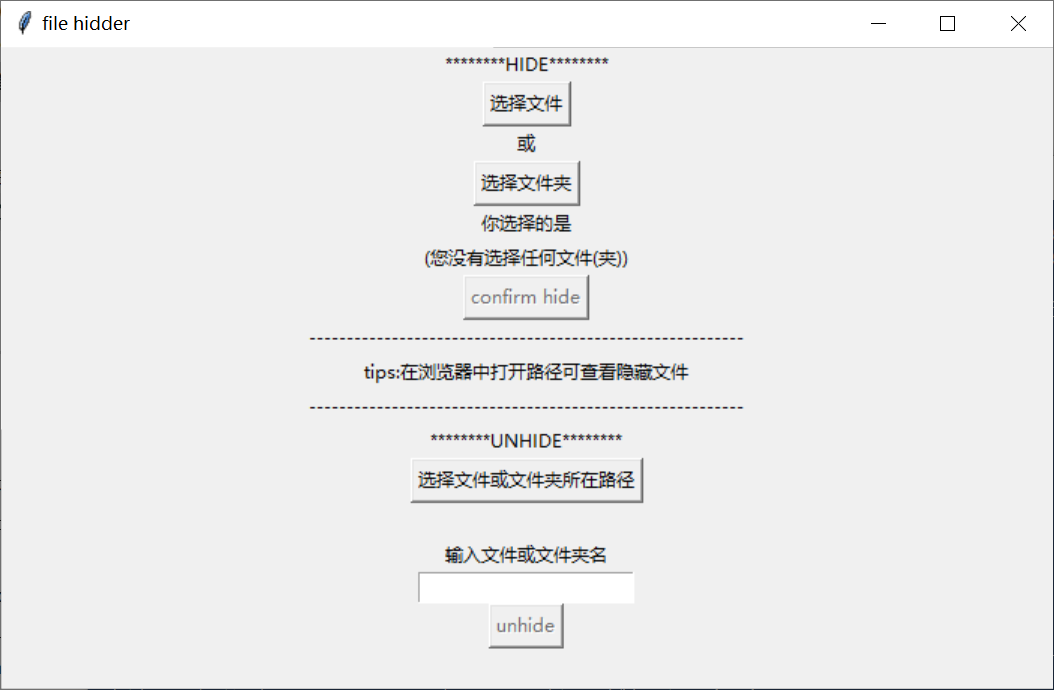 file hidder
********HIDE********
选择文件
或
选择文件夹
你选择的是
(您没有选择任何文件(夹))
confirm hide
----------------------------------------------------------
tips:在浏览器中打开路径可查看隐藏文件
----------------------------------------------------------
********UNHIDE********
选择文件或文件夹所在路径
输入文件或文件夹名
unhide